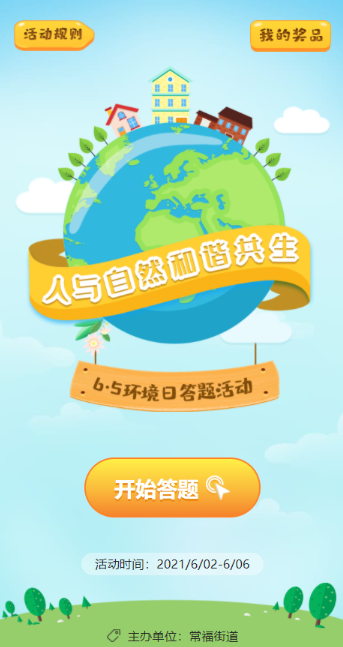 活动规则
我的奖品
人与自然和谐共生
6·5环境日答题活动
开始答题
活动时间：2021/6/02-6/06
主办单位：常福街道